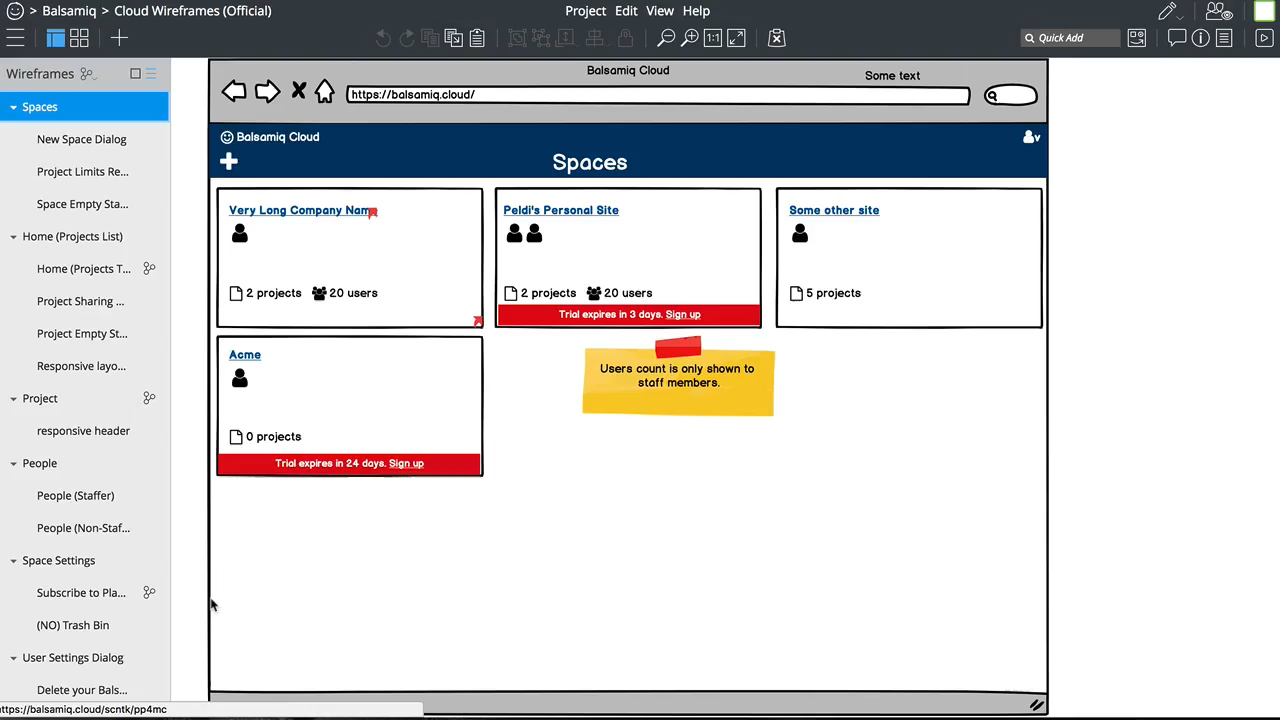 Balsamiq > Cloud Wireframes (Official)
Project Edit View Help
1:1
Quick Add
Wireframes
Spaces
New Space Dialog
Project Limits Re...
Space Empty Sta...
Home (Projects List)
Home (Projects T...
Project Sharing ...
Project Empty St...
Responsive layo...
Project
responsive header
People
People (Staffer)
People (Non-Staf...
Space Settings
Subscribe to Pla...
(NO) Trash Bin
User Settings Dialog
Delete your Bals...
https://balsamiq.cloud/scntk/pp4mc
Balsamiq Cloud
Some text
https://balsamiq.cloud/
Balsamiq Cloud
Spaces
Very Long Company Name
2 projects 20 users
Peldi's Personal Site
2 projects 20 users
Trial expires in 3 days. Sign up
Some other site
5 projects
Acme
0 projects
Trial expires in 24 days. Sign up
Users count is only shown to
staff members.